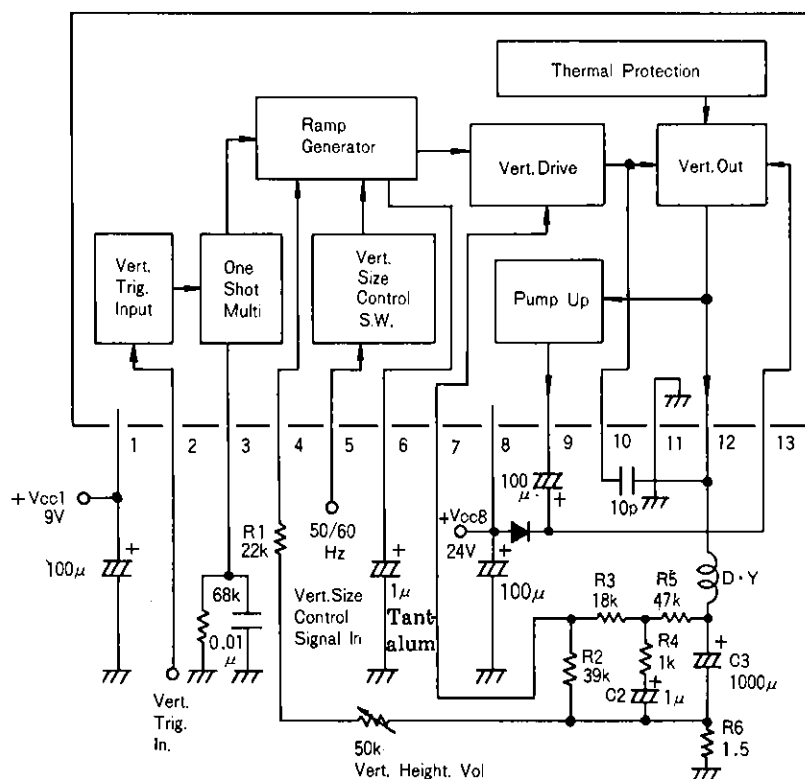 Thermal Protection
Ramp
Generator
Vert. Drive
Vert. Out
Vert.
Trig.
Input
One
Shot
Multi
Vert.
Size
Control
S.W.
Pump Up
1
2
3
4
5
6
7
8
9
10
11
12
13
+Vcc1
9V
100μ
68k
0.01
μ
Vert.
Trig.
In.
R1
22k
50/60
Hz
Vert.Size
Control
Signal In
+
1μ
Tant-
alum
+Vcc8
24V
+
100μ
100
μ
+
10p
D·Y
R3
18k
R5
47k
R2
39k
R4
1k
C2
+
1μ
+
C3
1000μ
R6
1.5
50k
Vert. Height. Vol
+